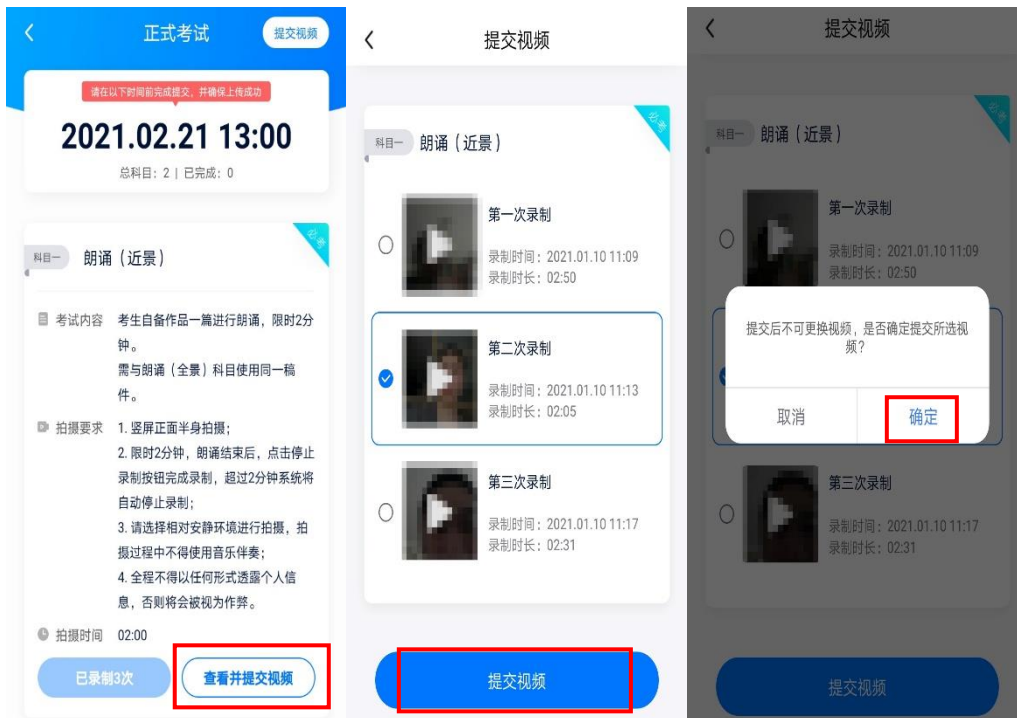 正式考试
提交视频
请在以下时间前完成提交，并确保上传成功
2021.02.21 13:00
总科目：2 | 已完成：0
必考
科目一 朗诵（近景）
考试内容 考生自备作品一篇进行朗诵，限时2分
钟。
需与朗诵（全景）科目使用同一稿
件。
拍摄要求 1. 竖屏正面半身拍摄；
2. 限时2分钟，朗诵结束后，点击停止
录制按钮完成录制，超过2分钟系统将
自动停止录制；
3. 请选择相对安静环境进行拍摄，拍
摄过程中不得使用音乐伴奏；
4. 全程不得以任何形式透露个人信
息，否则将会被视为作弊。
拍摄时间 02:00
已录制3次
查看并提交视频
提交视频
必考
科目一 朗诵（近景）
第一次录制
录制时间：2021.01.10 11:09
录制时长：02:50
第二次录制
录制时间：2021.01.10 11:13
录制时长：02:05
第三次录制
录制时间：2021.01.10 11:17
录制时长：02:31
提交视频
提交视频
必考
科目一 朗诵（近景）
第一次录制
录制时间：2021.01.10 11:09
录制时长：02:50
提交后不可更换视频，是否确定提交所选视
频？
取消
确定
第三次录制
录制时间：2021.01.10 11:17
录制时长：02:31
提交视频